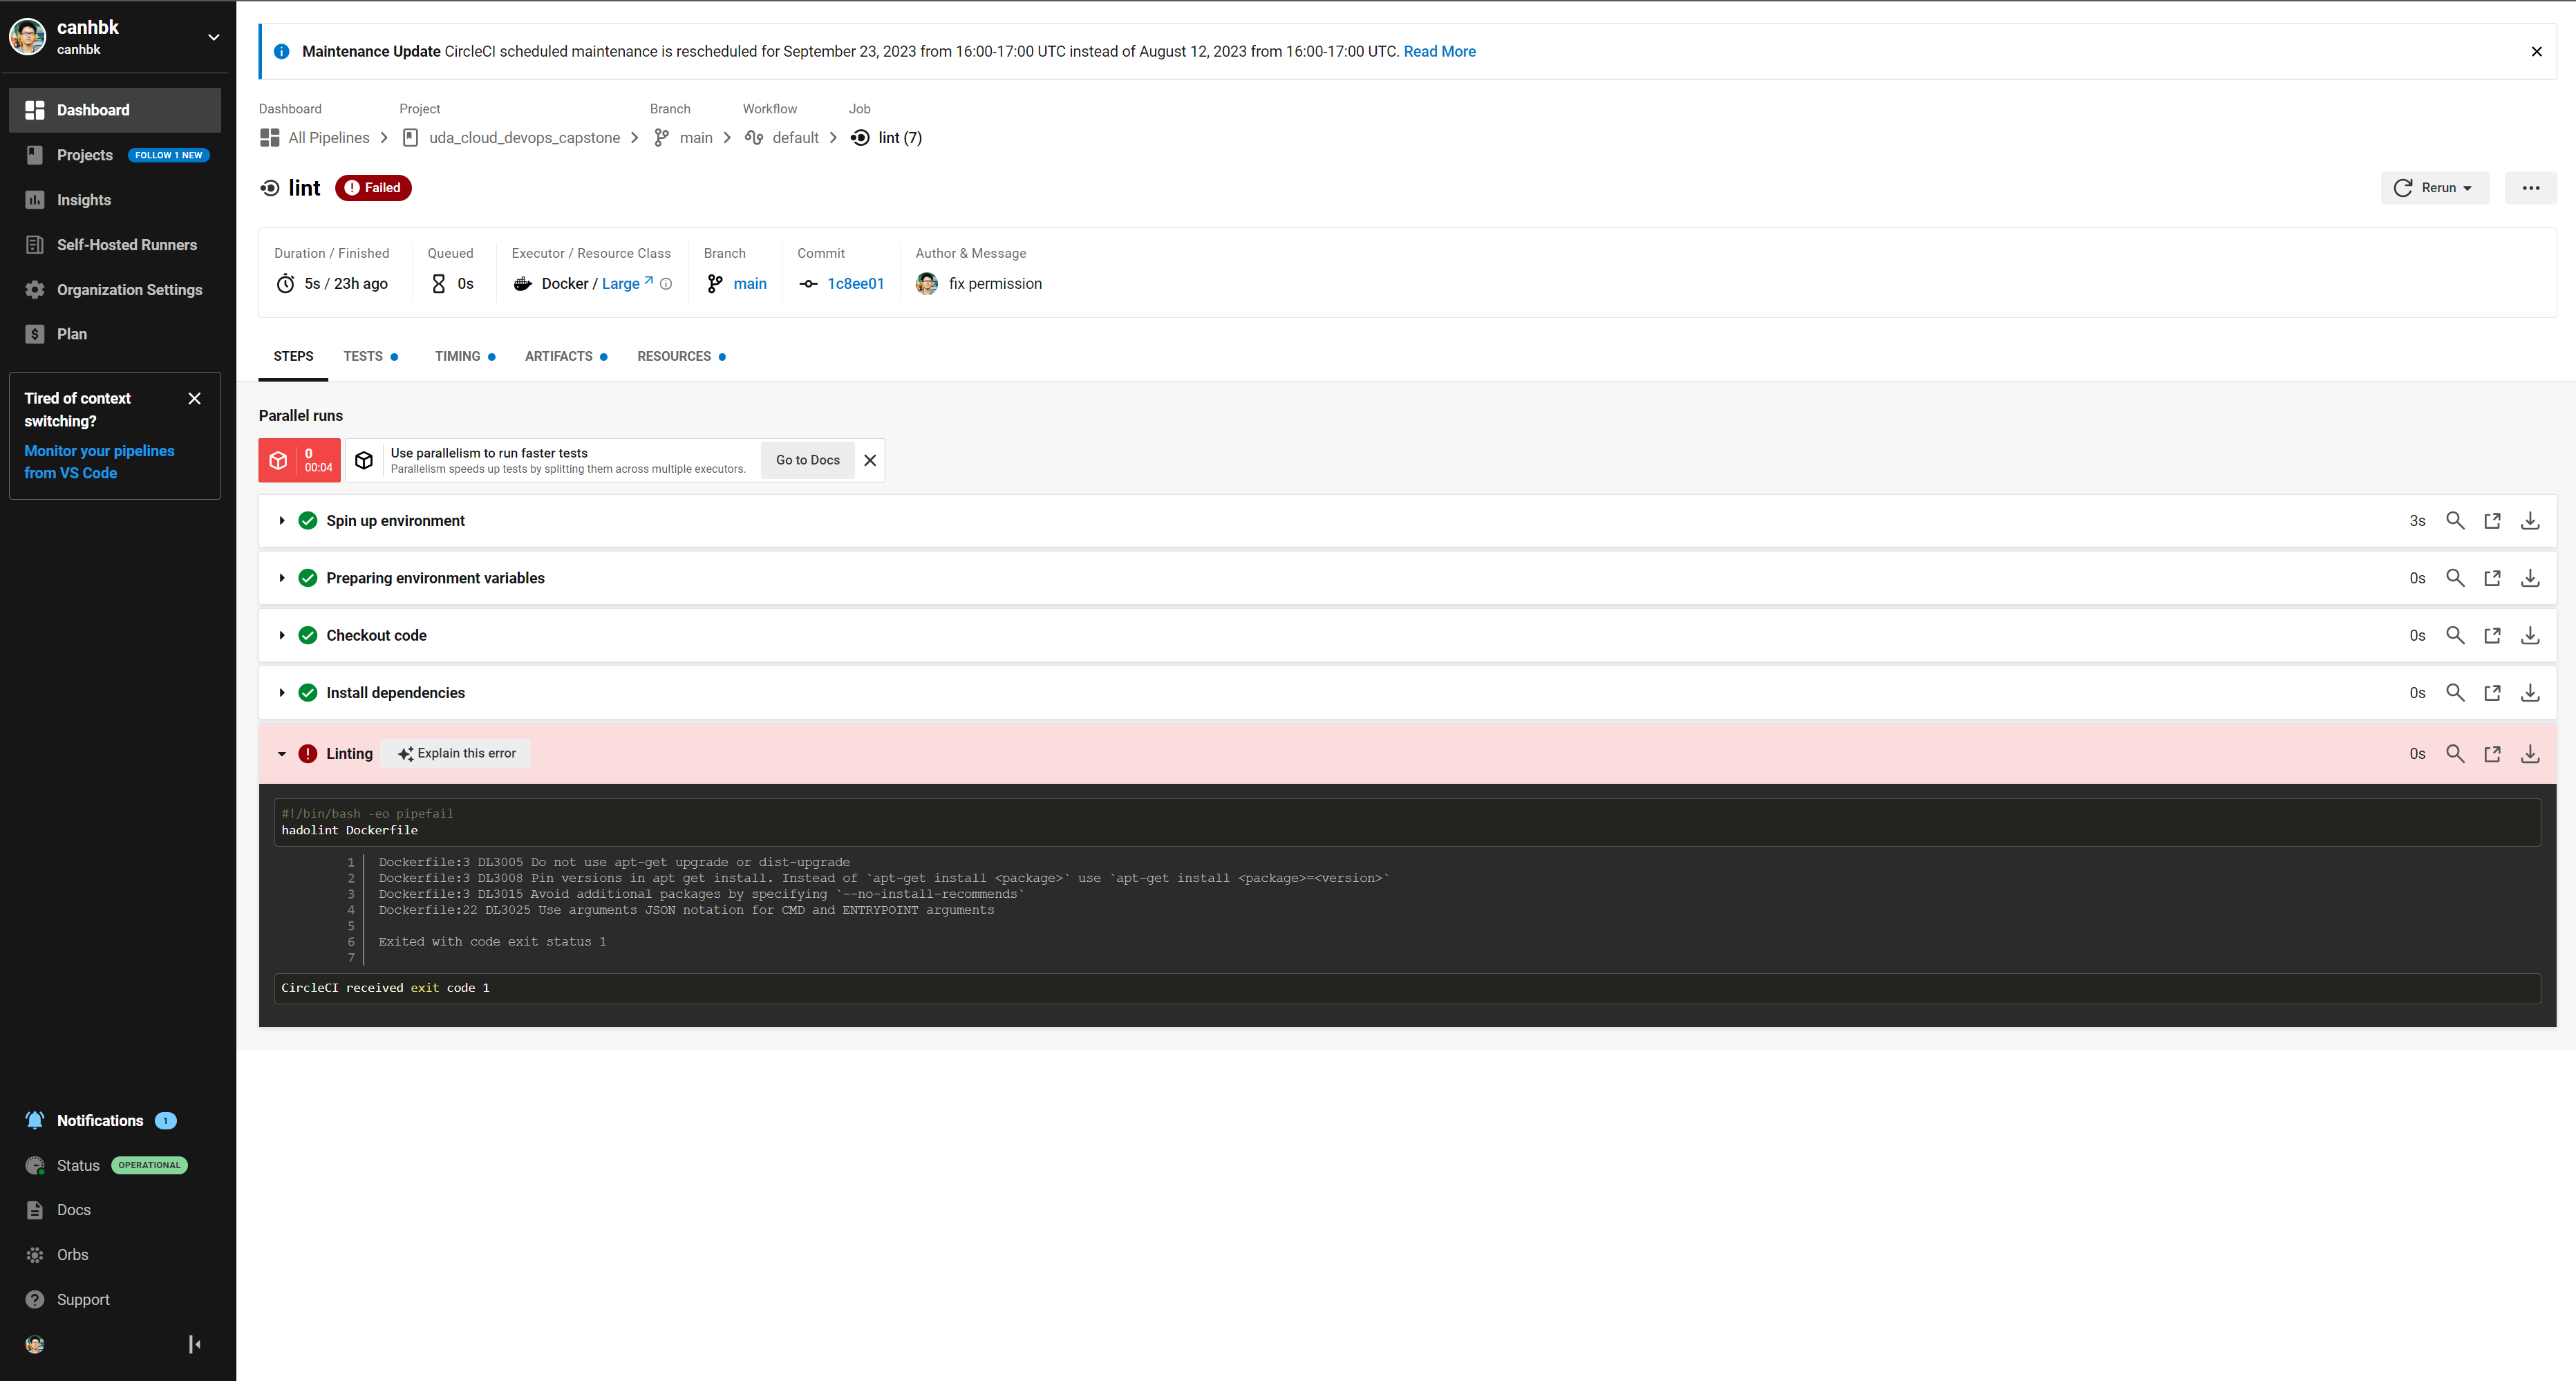 canhbk
canhbk
Dashboard
Projects FOLLOW 1 NEW
Insights
Self-Hosted Runners
Organization Settings
Plan
Tired of context
switching?
Monitor your pipelines
from VS Code
Notifications 1
Status OPERATIONAL
Docs
Orbs
Support
Maintenance Update CircleCI scheduled maintenance is rescheduled for September 23, 2023 from 16:00-17:00 UTC instead of August 12, 2023 from 16:00-17:00 UTC. Read More
Dashboard Project Branch Workflow Job
All Pipelines uda_cloud_devops_capstone main default lint (7)
lint Failed
Rerun
Duration / Finished Queued Executor / Resource Class Branch Commit Author & Message
5s / 23h ago 0s Docker / Large main 1c8ee01 fix permission
STEPS TESTS TIMING ARTIFACTS RESOURCES
Parallel runs
0
00:04
Use parallelism to run faster tests
Parallelism speeds up tests by splitting them across multiple executors.
Go to Docs
Spin up environment 3s
Preparing environment variables 0s
Checkout code 0s
Install dependencies 0s
Linting Explain this error 0s
#!/bin/bash -eo pipefail
hadolint Dockerfile
1 Dockerfile:3 DL3005 Do not use apt-get upgrade or dist-upgrade
2 Dockerfile:3 DL3008 Pin versions in apt get install. Instead of `apt-get install <package>` use `apt-get install <package>=<version>`
3 Dockerfile:3 DL3015 Avoid additional packages by specifying `--no-install-recommends`
4 Dockerfile:22 DL3025 Use arguments JSON notation for CMD and ENTRYPOINT arguments
5
6 Exited with code exit status 1
7
CircleCI received exit code 1